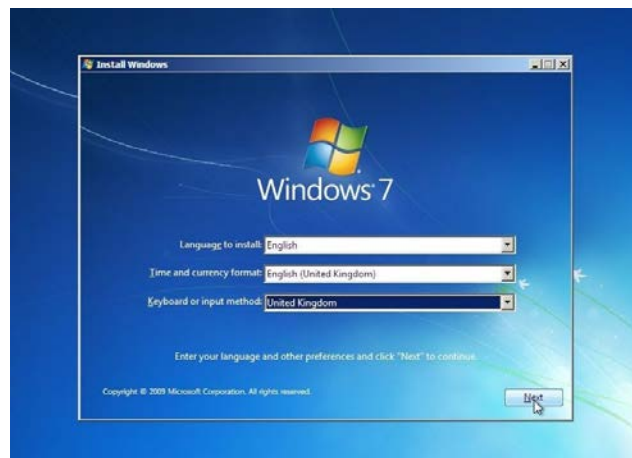 Install Windows
Windows 7
Language to install: English
Time and currency format: English (United Kingdom)
Keyboard or input method: United Kingdom
Enter your language and other preferences and click "Next" to continue.
Copyright © 2009 Microsoft Corporation. All rights reserved.
Next